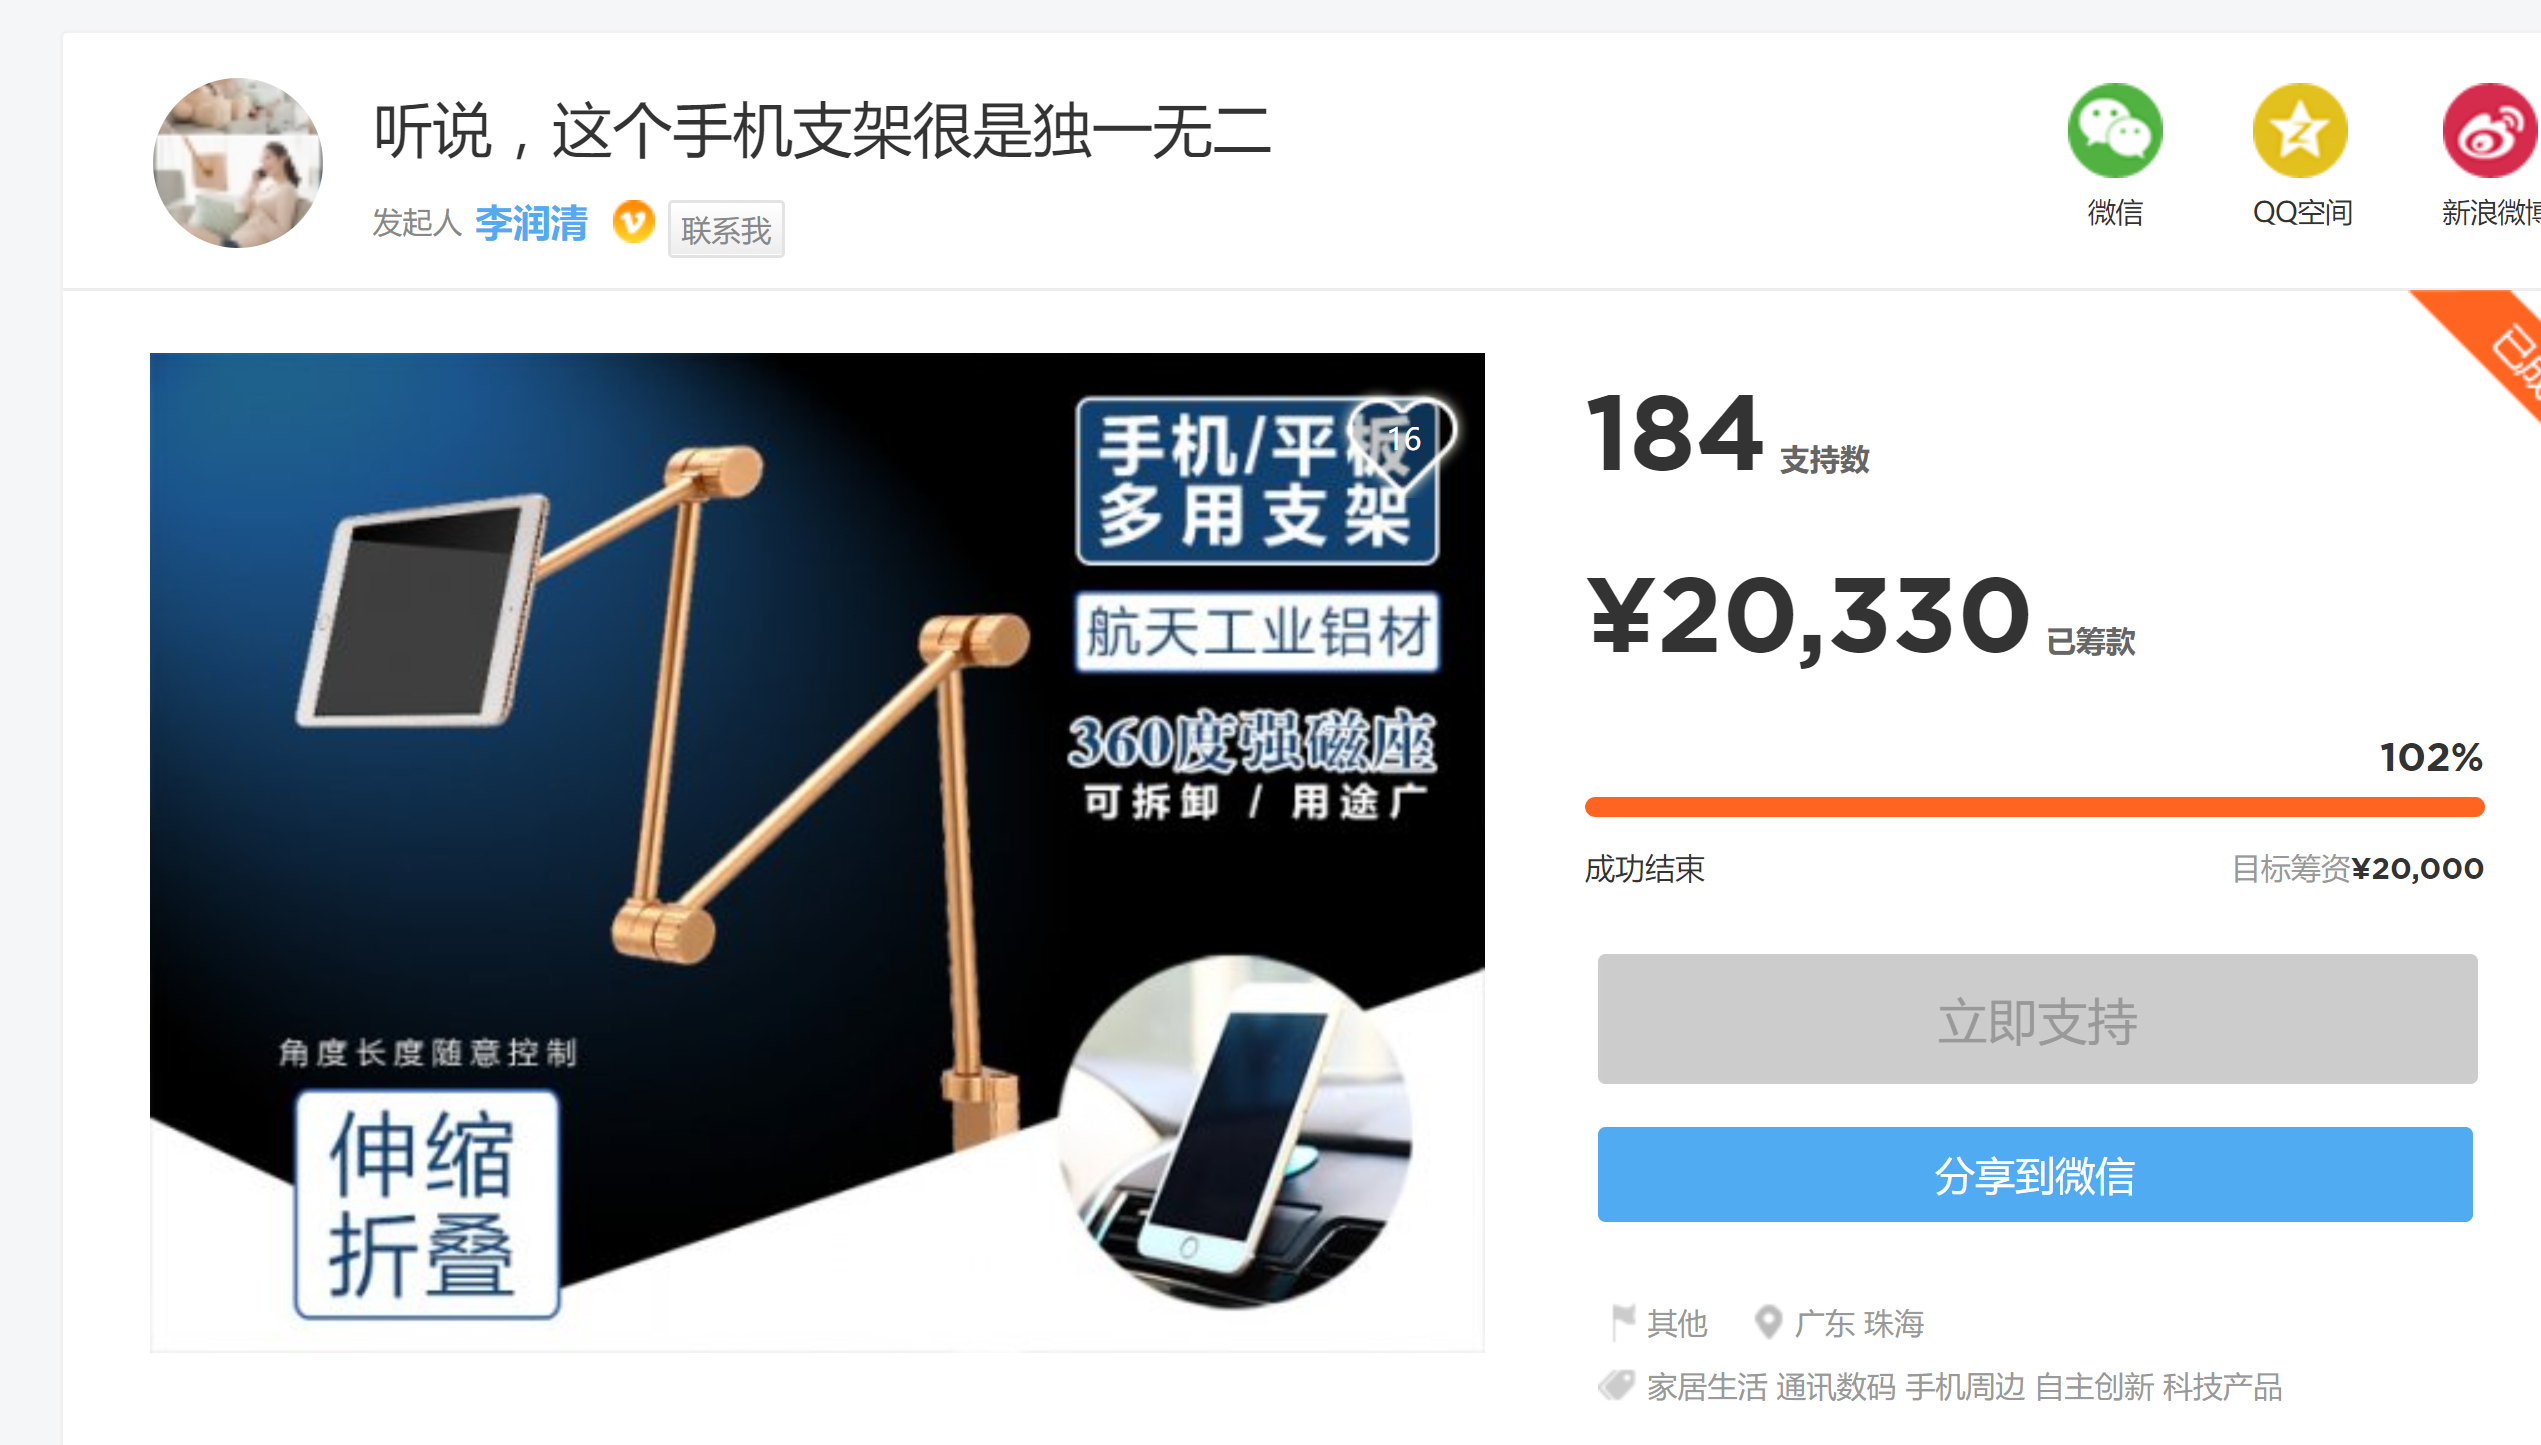 听说，这个手机支架很是独一无二
发起人 李润清 联系我
微信
QQ空间
新浪微博
手机/平板
多用支架
16
航天工业铝材
360度强磁座
可拆卸 / 用途广
角度长度随意控制
伸缩
折叠
184 支持数
¥20,330 已筹款
102%
成功结束
目标筹资¥20,000
立即支持
分享到微信
其他 广东 珠海
家居生活 通讯数码 手机周边 自主创新 科技产品